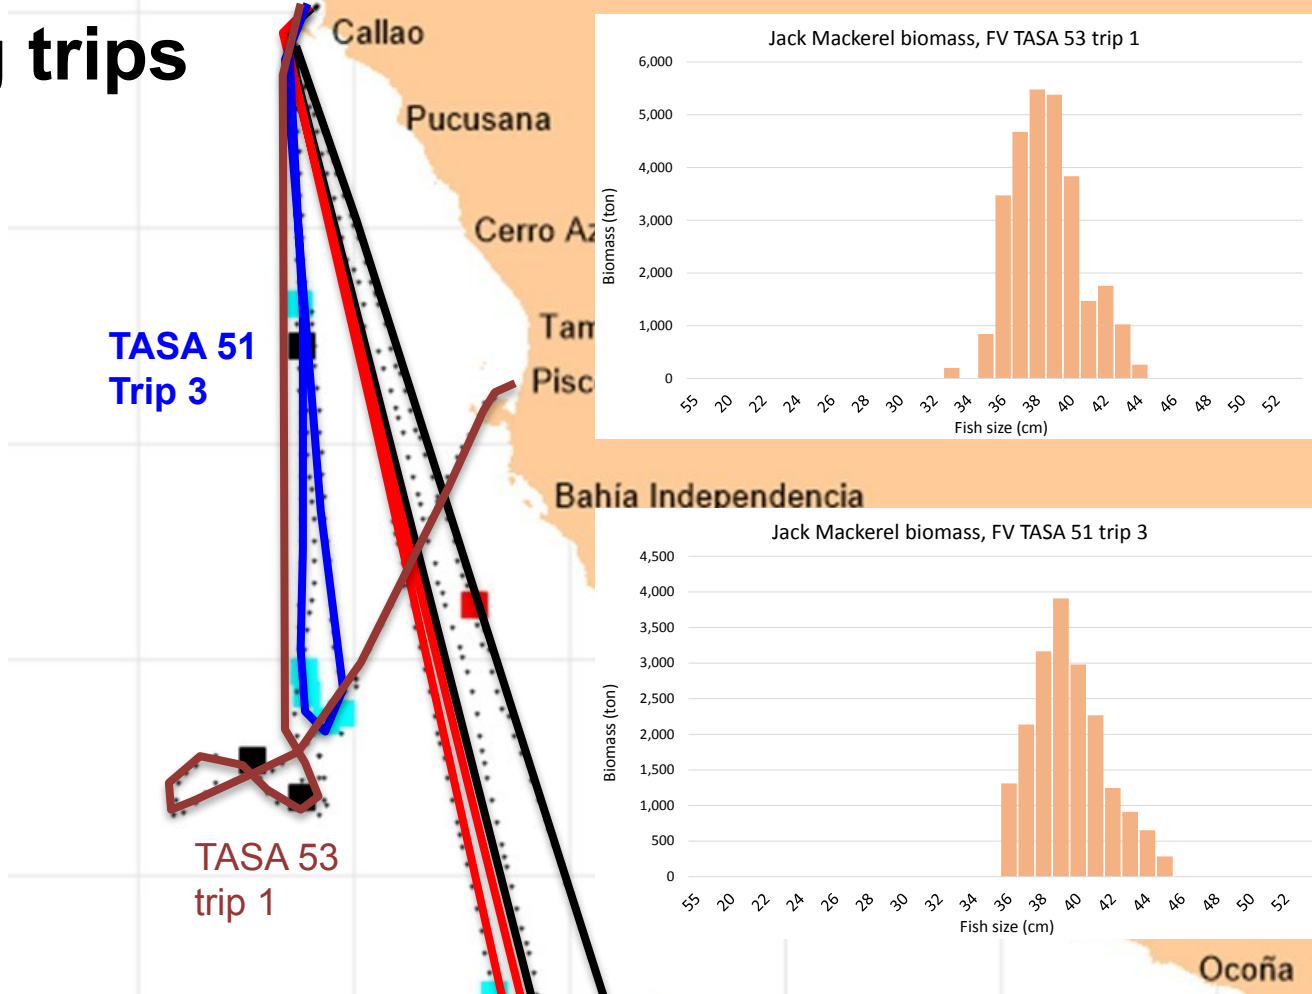 trips
Callao
Pucusana
Cerro Az
Tam
Pisc
Bahía Independencia
Ocoña
TASA 51
Trip 3
TASA 53
trip 1
Jack Mackerel biomass, FV TASA 53 trip 1
Biomass (ton)
6,000
5,000
4,000
3,000
2,000
1,000
0
55 20 22 24 26 28 30 32 34 36 38 40 42 44 46 48 50 52
Fish size (cm)
Jack Mackerel biomass, FV TASA 51 trip 3
Biomass (ton)
4,500
4,000
3,500
3,000
2,500
2,000
1,500
1,000
500
0
55 20 22 24 26 28 30 32 34 36 38 40 42 44 46 48 50 52
Fish size (cm)